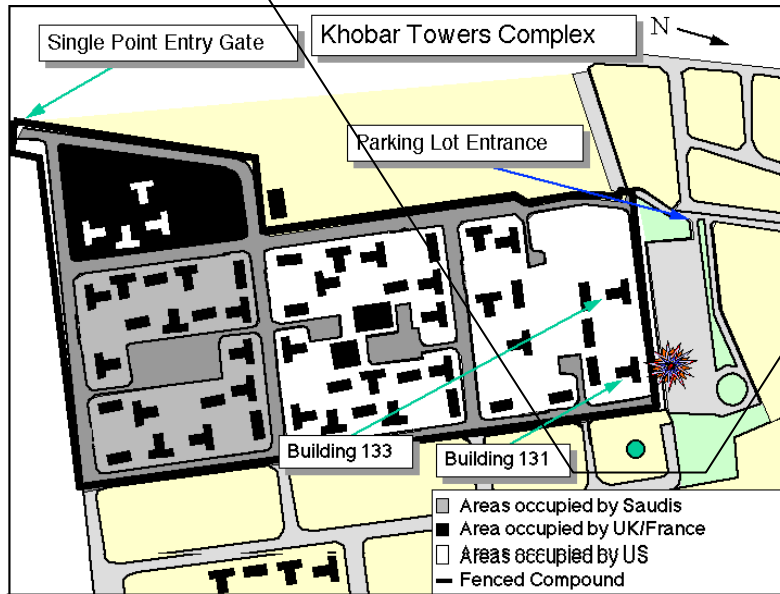 Single Point Entry Gate
Khobar Towers Complex
N
Parking Lot Entrance
Building 133
Building 131
Areas occupied by Saudis
Area occupied by UK/France
Areas occupied by US
Fenced Compound